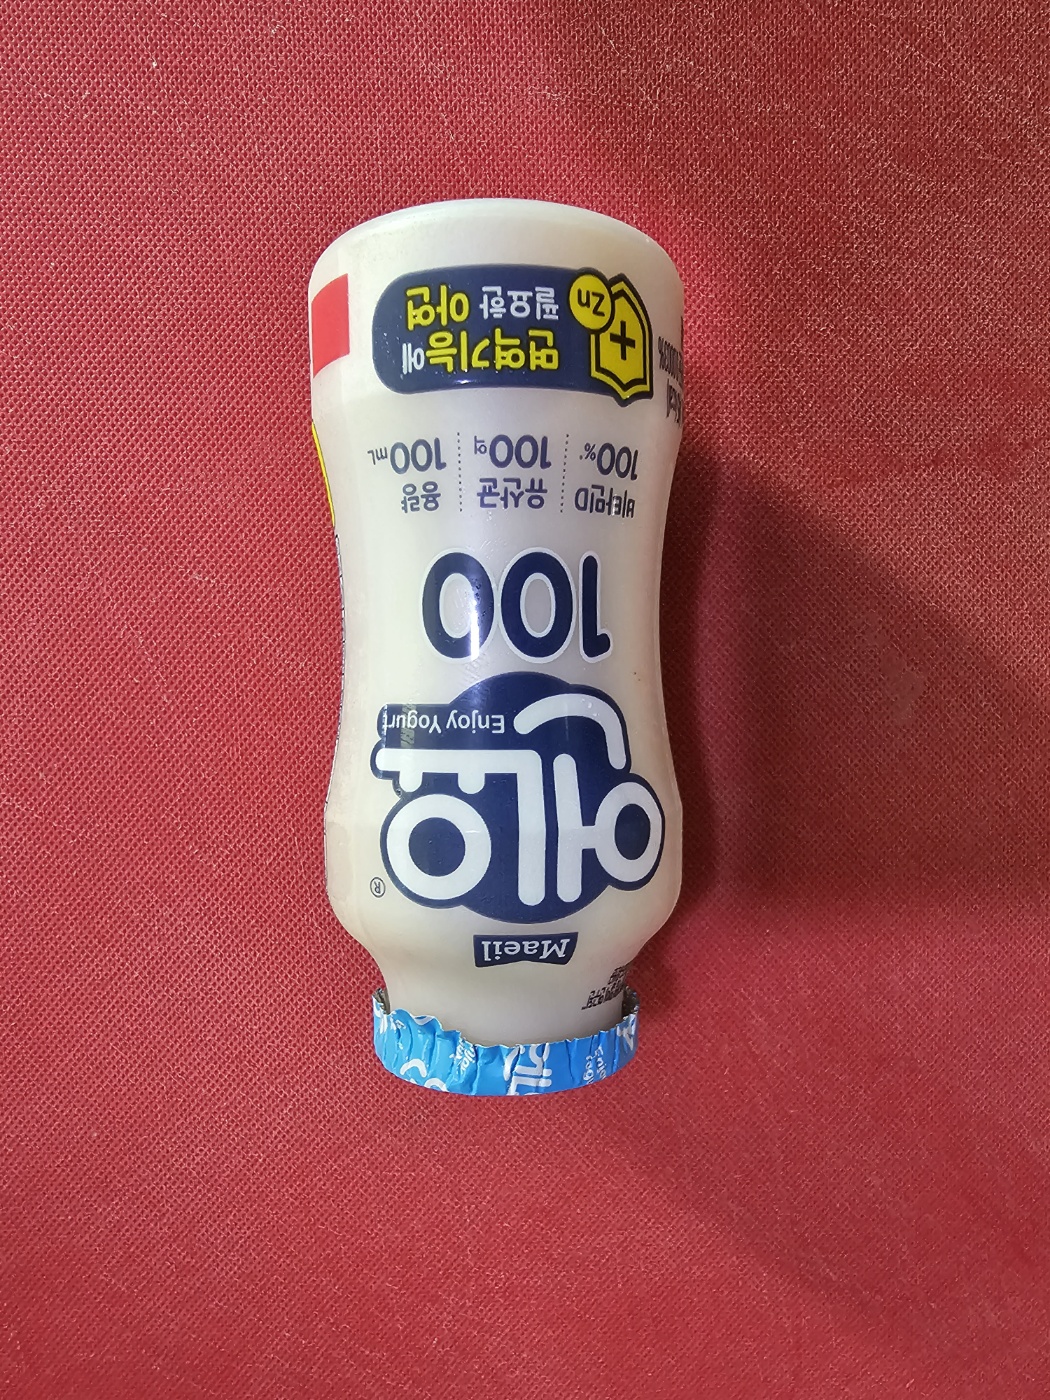 Maeil
엔요
®
Enjoy Yogurt
100
비타민D 유산균 용량
100%* 100억 100mL
Zn
면역기능에
필요한 아연